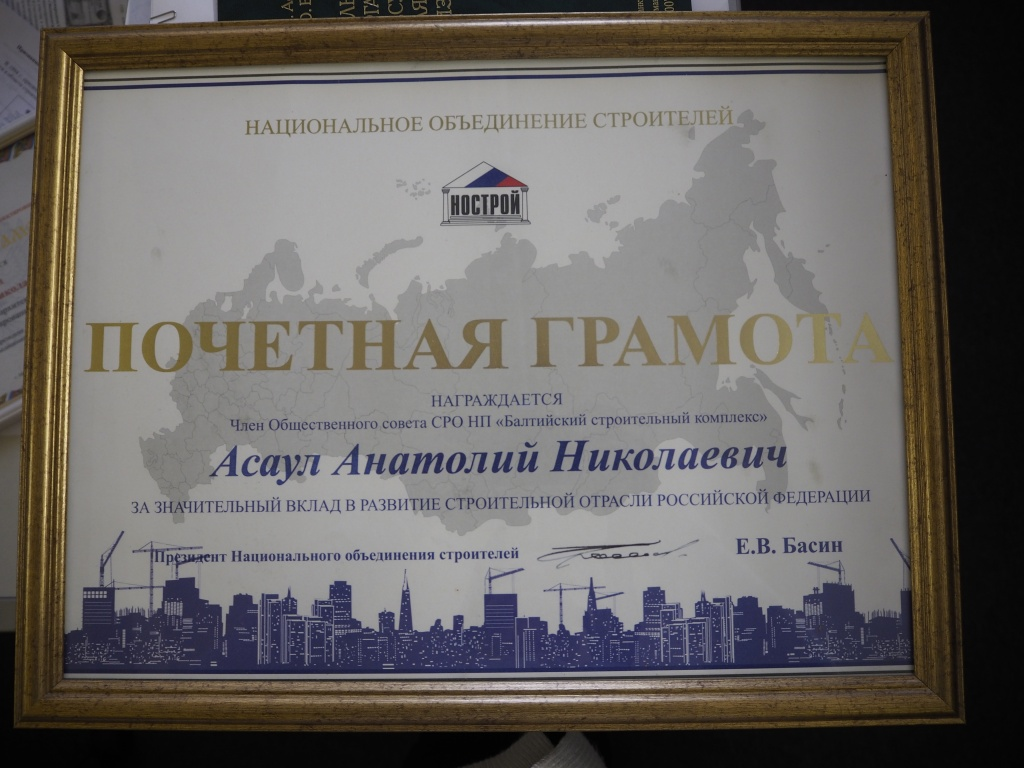 НАЦИОНАЛЬНОЕ ОБЪЕДИНЕНИЕ СТРОИТЕЛЕЙ
НОСТРОЙ
ПОЧЕТНАЯ ГРАМОТА
НАГРАЖДАЕТСЯ
Член Общественного совета СРО НП «Балтийский строительный комплекс»
Асаул Анатолий Николаевич
ЗА ЗНАЧИТЕЛЬНЫЙ ВКЛАД В РАЗВИТИЕ СТРОИТЕЛЬНОЙ ОТРАСЛИ РОССИЙСКОЙ ФЕДЕРАЦИИ
Президент Национального объединения строителей
Е.В. Басин